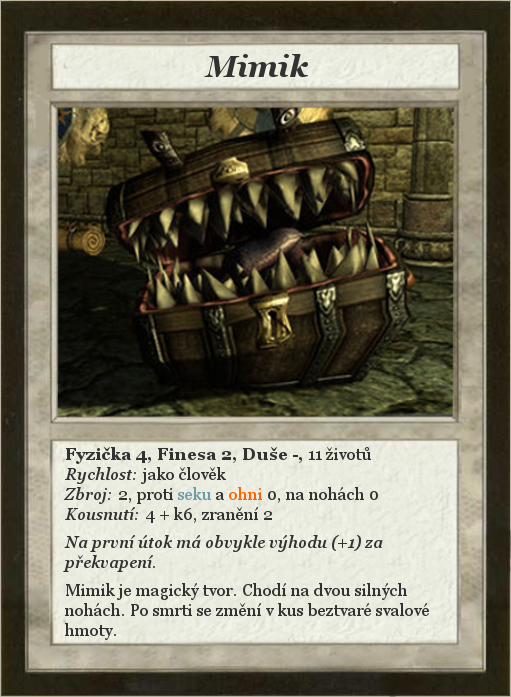 Mimik
Fyzička 4, Finesa 2, Duše -, 11 životů
Rychlost: jako člověk
Zbroj: 2, proti seku a ohni 0, na nohách 0
Kousnutí: 4 + k6, zranění 2
Na první útok má obvykle výhodu (+1) za
překvapení.
Mimik je magický tvor. Chodí na dvou silných
nohách. Po smrti se změní v kus beztvaré svalové
hmoty.